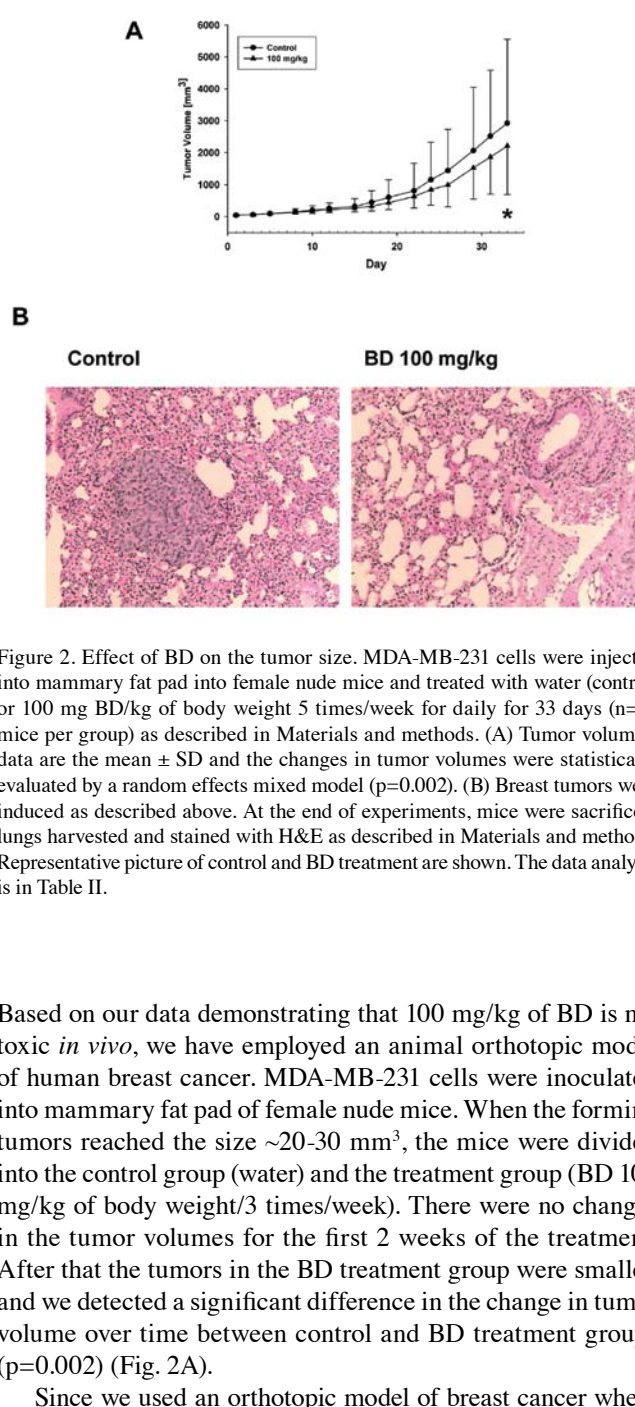 A
6000
5000
4000
3000
2000
1000
0
Tumor Volume [mm3]
Control
100 mg/kg
*
0 10 20 30
Day
B
Control BD 100 mg/kg
Figure 2. Effect of BD on the tumor size. MDA-MB-231 cells were inject
into mammary fat pad into female nude mice and treated with water (contr
or 100 mg BD/kg of body weight 5 times/week for daily for 33 days (n=
mice per group) as described in Materials and methods. (A) Tumor volum
data are the mean ± SD and the changes in tumor volumes were statistica
evaluated by a random effects mixed model (p=0.002). (B) Breast tumors we
induced as described above. At the end of experiments, mice were sacrifice
lungs harvested and stained with H&E as described in Materials and metho
Representative picture of control and BD treatment are shown. The data analy
is in Table II.
Based on our data demonstrating that 100 mg/kg of BD is n
toxic in vivo, we have employed an animal orthotopic mod
of human breast cancer. MDA-MB-231 cells were inoculate
into mammary fat pad of female nude mice. When the formin
tumors reached the size ~20-30 mm3, the mice were divide
into the control group (water) and the treatment group (BD 10
mg/kg of body weight/3 times/week). There were no chang
in the tumor volumes for the first 2 weeks of the treatmen
After that the tumors in the BD treatment group were smalle
and we detected a significant difference in the change in tum
volume over time between control and BD treatment group
(p=0.002) (Fig. 2A).
Since we used an orthotopic model of breast cancer whe